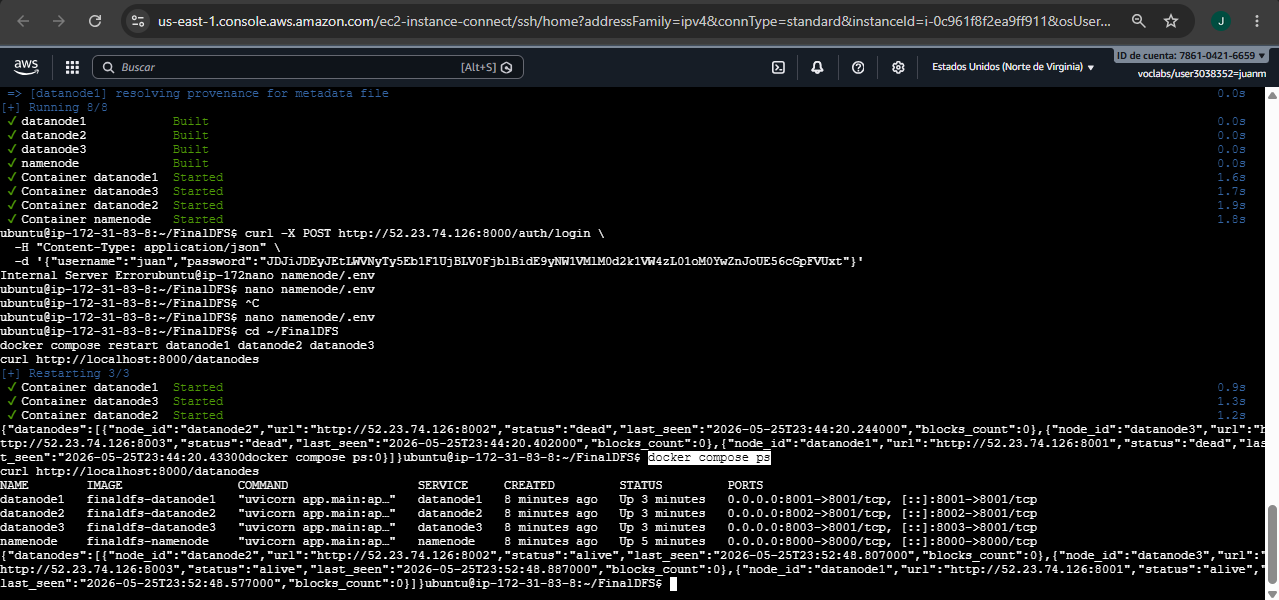 us-east-1.console.aws.amazon.com/ec2-instance-connect/ssh/home?addressFamily=ipv4&connType=standard&instanceId=i-0c961f8f2ea9ff911&osUser...
J
aws
Buscar
[Alt+S]
Estados Unidos (Norte de Virginia)
ID de cuenta: 7861-0421-6659
voclabs/user3038352=juanm
=> [datanode1] resolving provenance for metadata file 0.0s
[+] Running 8/8
✓ datanode1 Built 0.0s
✓ datanode2 Built 0.0s
✓ datanode3 Built 0.0s
✓ namenode Built 0.0s
✓ Container datanode1 Started 1.6s
✓ Container datanode3 Started 1.7s
✓ Container datanode2 Started 1.9s
✓ Container namenode Started 1.8s
ubuntu@ip-172-31-83-8:~/FinalDFS$ curl -X POST http://52.23.74.126:8000/auth/login \
-H "Content-Type: application/json" \
-d '{"username":"juan","password":"JDJiJDEyJEtLWVNyTy5Eb1F1UjBLV0FjblBidE9yNW1VMlM0d2k1VW4zL01oM0YwZnJoUE56cGpFVUxt"}'
Internal Server Errorubuntu@ip-172nano namenode/.env
ubuntu@ip-172-31-83-8:~/FinalDFS$ nano namenode/.env
ubuntu@ip-172-31-83-8:~/FinalDFS$ ^C
ubuntu@ip-172-31-83-8:~/FinalDFS$ nano namenode/.env
ubuntu@ip-172-31-83-8:~/FinalDFS$ cd ~/FinalDFS
docker compose restart datanode1 datanode2 datanode3
curl http://localhost:8000/datanodes
[+] Restarting 3/3
✓ Container datanode1 Started 0.9s
✓ Container datanode3 Started 1.3s
✓ Container datanode2 Started 1.2s
{"datanodes":[{"node_id":"datanode2","url":"http://52.23.74.126:8002","status":"dead","last_seen":"2026-05-25T23:44:20.244000","blocks_count":0},{"node_id":"datanode3","url":"h
ttp://52.23.74.126:8003","status":"dead","last_seen":"2026-05-25T23:44:20.402000","blocks_count":0},{"node_id":"datanode1","url":"http://52.23.74.126:8001","status":"dead","las
t_seen":"2026-05-25T23:44:20.43300docker compose ps:0}]}ubuntu@ip-172-31-83-8:~/FinalDFS$ docker compose ps
curl http://localhost:8000/datanodes
NAME IMAGE COMMAND SERVICE CREATED STATUS PORTS
datanode1 finaldfs-datanode1 "uvicorn app.main:ap…" datanode1 8 minutes ago Up 3 minutes 0.0.0.0:8001->8001/tcp, [::]:8001->8001/tcp
datanode2 finaldfs-datanode2 "uvicorn app.main:ap…" datanode2 8 minutes ago Up 3 minutes 0.0.0.0:8002->8002/tcp, [::]:8002->8002/tcp
datanode3 finaldfs-datanode3 "uvicorn app.main:ap…" datanode3 8 minutes ago Up 3 minutes 0.0.0.0:8003->8003/tcp, [::]:8003->8003/tcp
namenode finaldfs-namenode "uvicorn app.main:ap…" namenode 8 minutes ago Up 5 minutes 0.0.0.0:8000->8000/tcp, [::]:8000->8000/tcp
{"datanodes":[{"node_id":"datanode2","url":"http://52.23.74.126:8002","status":"alive","last_seen":"2026-05-25T23:52:48.807000","blocks_count":0},{"node_id":"datanode3","url":"
http://52.23.74.126:8003","status":"alive","last_seen":"2026-05-25T23:52:48.887000","blocks_count":0},{"node_id":"datanode1","url":"http://52.23.74.126:8001","status":"alive","
last_seen":"2026-05-25T23:52:48.577000","blocks_count":0}]}ubuntu@ip-172-31-83-8:~/FinalDFS$